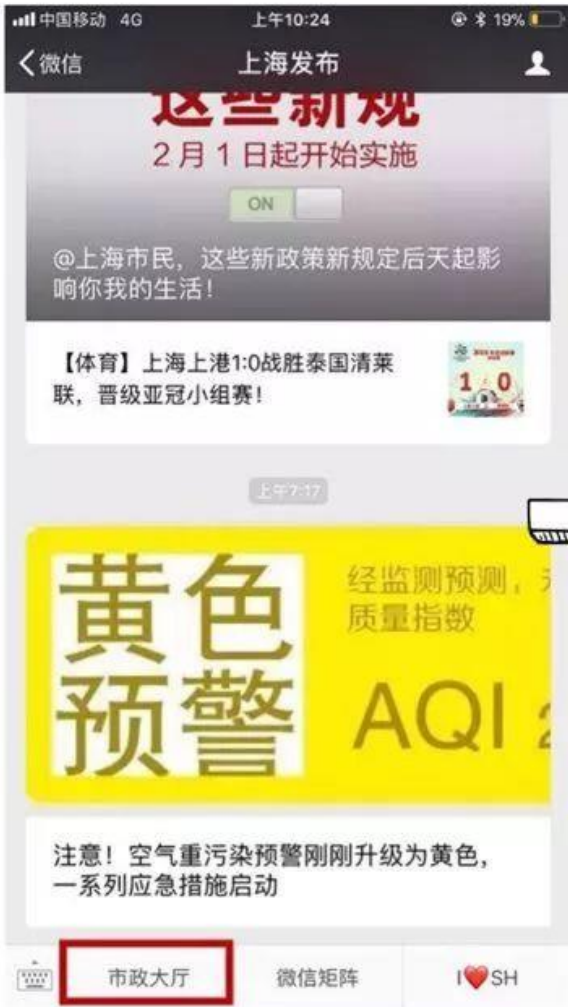 中国移动 4G 上午10:24 19%
微信 上海发布
这些新规
2月1日起开始实施
ON
@上海市民，这些新政策新规定后天起影
响你我的生活！
【体育】上海上港1:0战胜泰国清莱
联，晋级亚冠小组赛！
1 0
上午7:17
黄色
预警
经监测预测，
质量指数
AQI
注意！空气重污染预警刚刚升级为黄色，
一系列应急措施启动
市政大厅 微信矩阵 I❤SH